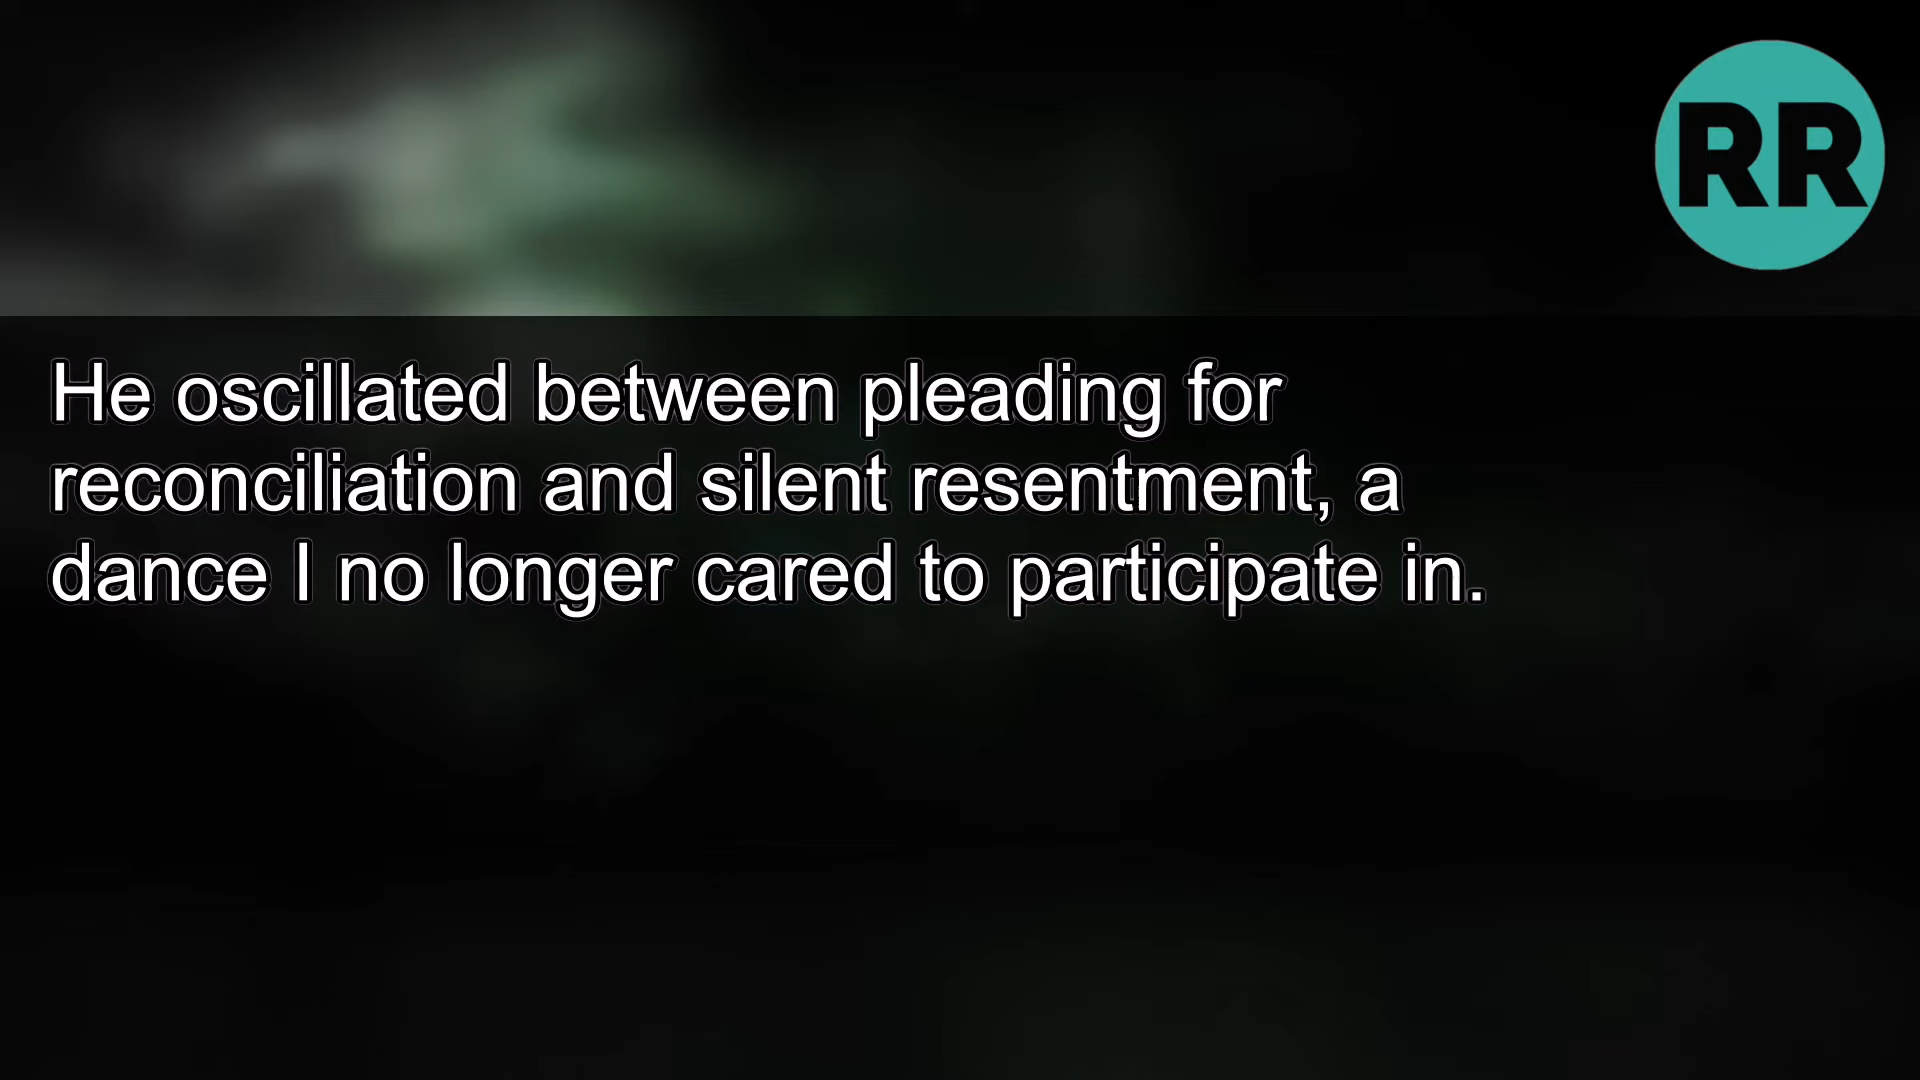 RR
He oscillated between pleading for
reconciliation and silent resentment, a
dance I no longer cared to participate in.